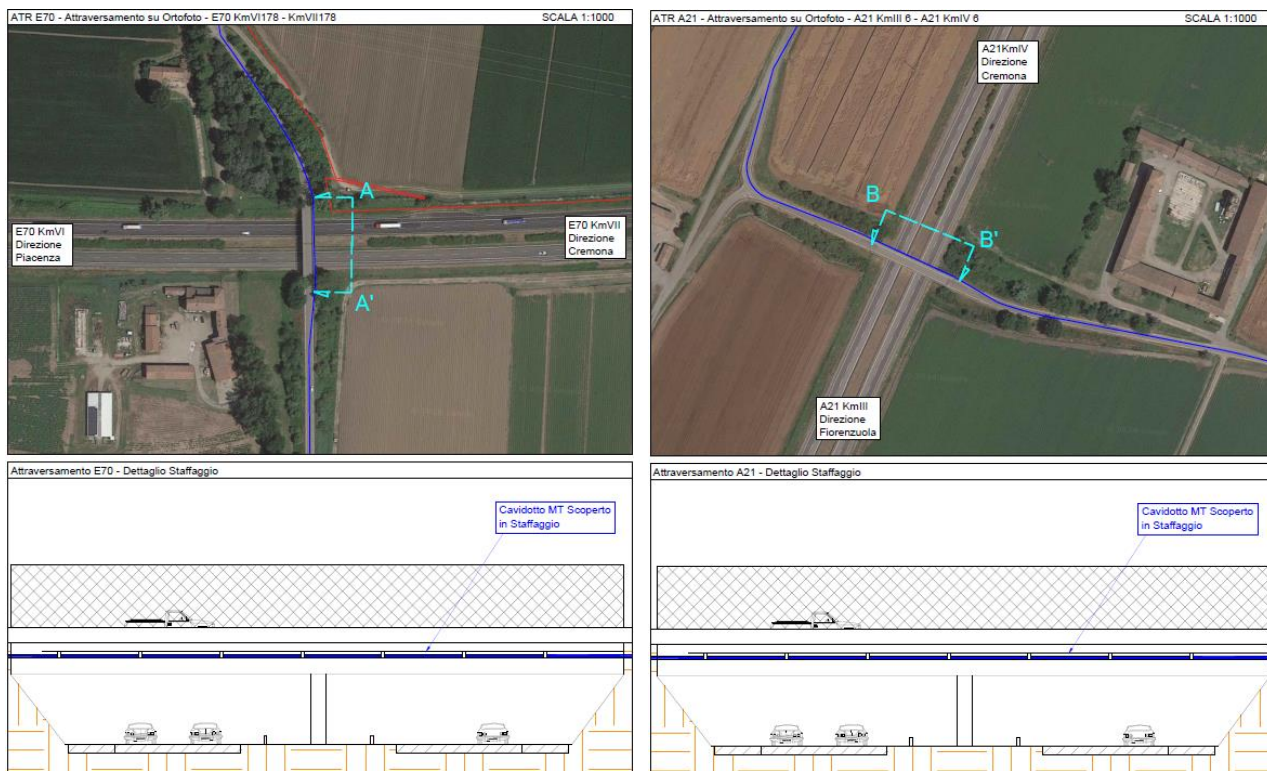 ATR E70 - Attraversamento su Ortofoto - E70 KmVI178 - KmVII178
SCALA 1:1000
A
E70 KmVI
Direzione
Piacenza
E70 KmVII
Direzione
Cremona
A'
ATR A21 - Attraversamento su Ortofoto - A21 KmIII 6 - A21 KmIV 6
SCALA 1:1000
A21KmIV
Direzione
Cremona
B
B'
A21 KmIII
Direzione
Fiorenzuola
Attraversamento E70 - Dettaglio Staffaggio
Cavidotto MT Scoperto
in Staffaggio
Attraversamento A21 - Dettaglio Staffaggio
Cavidotto MT Scoperto
in Staffaggio